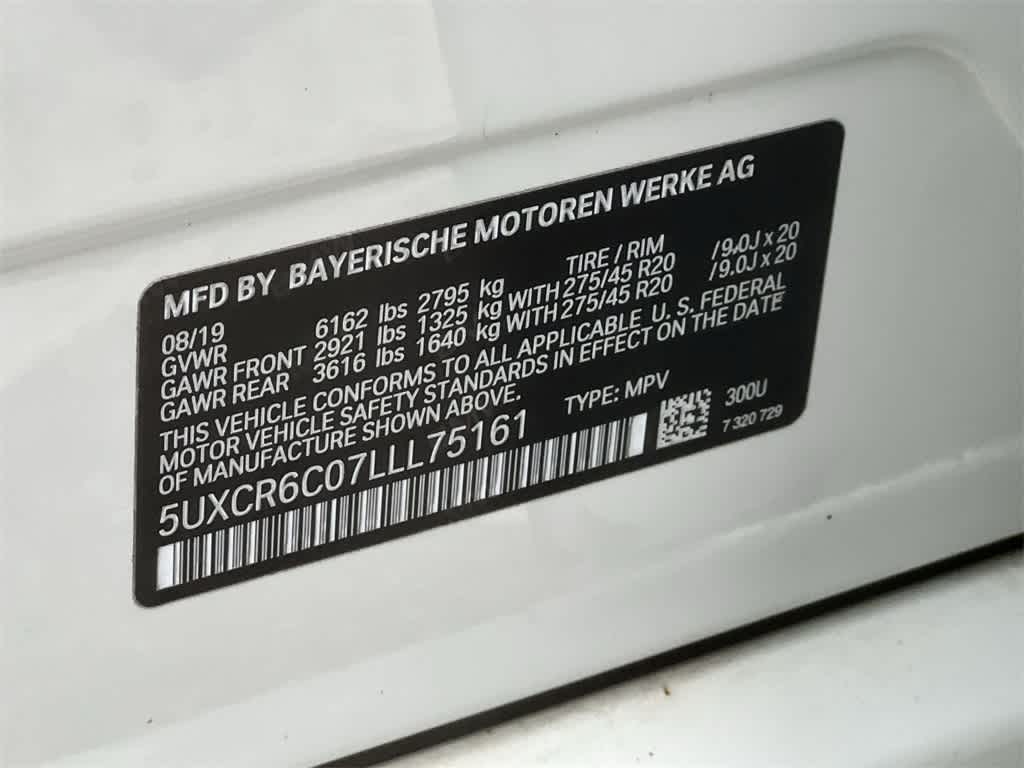 MFD BY BAYERISCHE MOTOREN WERKE AG
08/19 TIRE / RIM
GVWR 6162 lbs 2795 kg
GAWR FRONT 2921 lbs 1325 kg WITH 275/45 R20 / 9.0J x 20
GAWR REAR 3616 lbs 1640 kg WITH 275/45 R20 / 9.0J x 20
THIS VEHICLE CONFORMS TO ALL APPLICABLE U. S. FEDERAL
MOTOR VEHICLE SAFETY STANDARDS IN EFFECT ON THE DATE
OF MANUFACTURE SHOWN ABOVE.
5UXCR6C07LLL75161 TYPE: MPV 300U
7 320 729